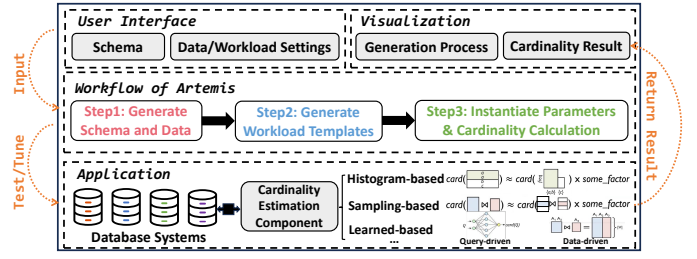 User Interface
Visualization
Schema
Data/Workload Settings
Generation Process
Cardinality Result
Input
Workflow of Artemis
Step1: Generate
Schema and Data
Step2: Generate
Workload Templates
Step3: Instantiate Parameters
& Cardinality Calculation
Return Result
Test/Tune
Application
Database Systems
Cardinality
Estimation
Component
Histogram-based
card( ) ≈ card( ) x some_factor
Sampling-based
card( ⋈ ) ≈ card( ⋈ ) x some_factor
Learned-based
...
Query-driven
Data-driven